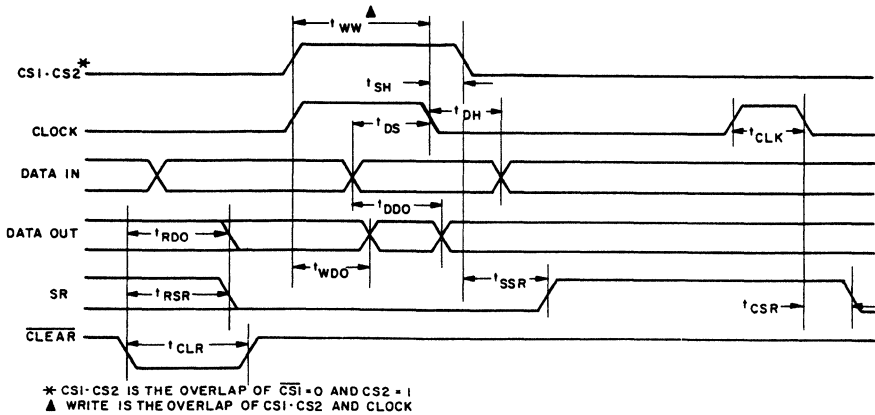 ▲
t WW
CS1·CS2*
t SH
t DH
CLOCK
t DS
t CLK
DATA IN
t DDO
DATA OUT
t RDO
t WDO
t SSR
SR
t RSR
t CSR
CLEAR
t CLR
* CS1·CS2 IS THE OVERLAP OF C̅S̅1̅=0 AND CS2 = 1
▲ WRITE IS THE OVERLAP OF CS1·CS2 AND CLOCK